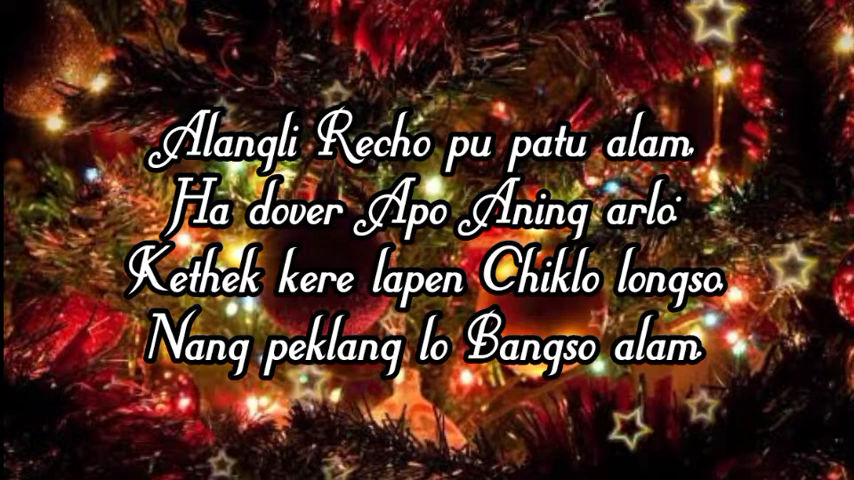 Alangli Recho pu patu alam,
Ha dover Apo Aning arlo;
Kethek kere lapen Chiklo longso,
Nang peklang lo Bangso alam.